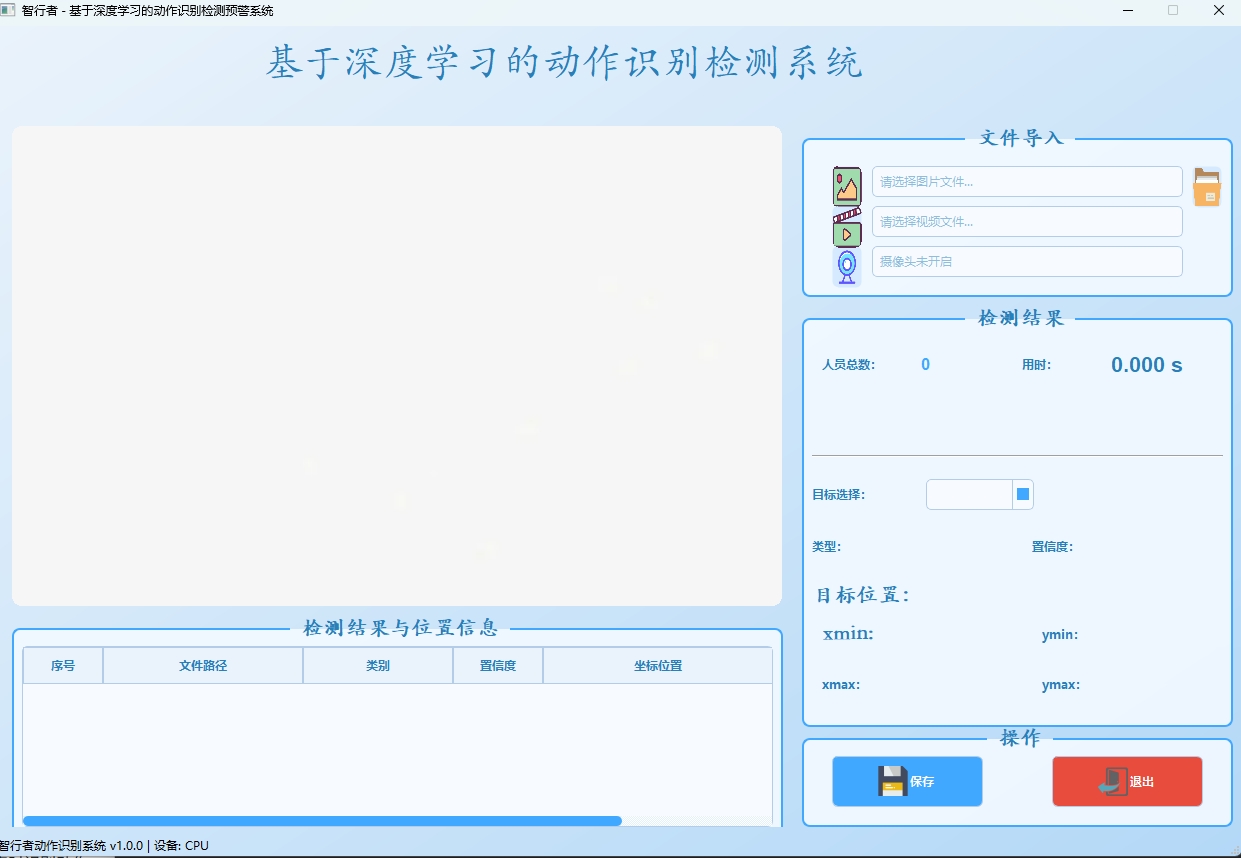 智行者 - 基于深度学习的动作识别检测预警系统
基于深度学习的动作识别检测系统
文件导入
请选择图片文件...
请选择视频文件...
摄像头未开启
检测结果
人员总数: 0 用时: 0.000 s
目标选择:
类型: 置信度:
目标位置:
xmin: ymin:
xmax: ymax:
检测结果与位置信息
序号 文件路径 类别 置信度 坐标位置
操作
保存 退出
智行者动作识别系统 v1.0.0 | 设备: CPU